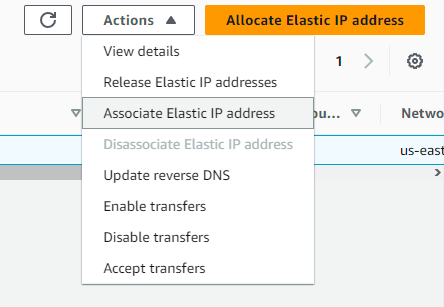 Actions
Allocate Elastic IP address
View details
1
Release Elastic IP addresses
Associate Elastic IP address
ou...
Netwo
Disassociate Elastic IP address
us-east
Update reverse DNS
Enable transfers
Disable transfers
Accept transfers